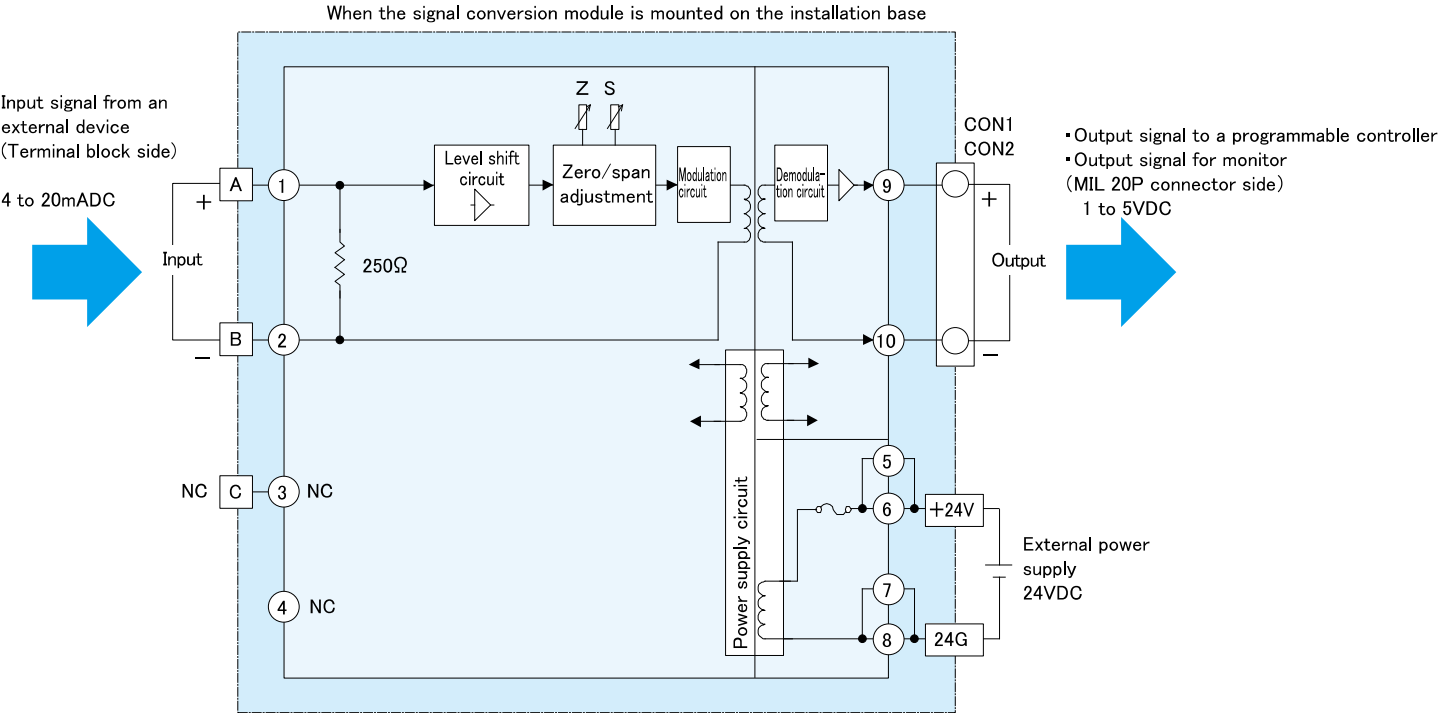 When the signal conversion module is mounted on the installation base
Input signal from an
external device
(Terminal block side)
4 to 20mADC
Z S
CON1
CON2
▪Output signal to a programmable controller
▪Output signal for monitor
(MIL 20P connector side)
1 to 5VDC
Level shift
circuit
Zero/span
adjustment
Modulation
circuit
Demodula-
tion circuit
A
1
9
+
+
Input
250Ω
Output
B
2
10
−
−
Power supply circuit
5
NC
C
3
NC
6
+24V
External power
supply
24VDC
4
NC
7
8
24G